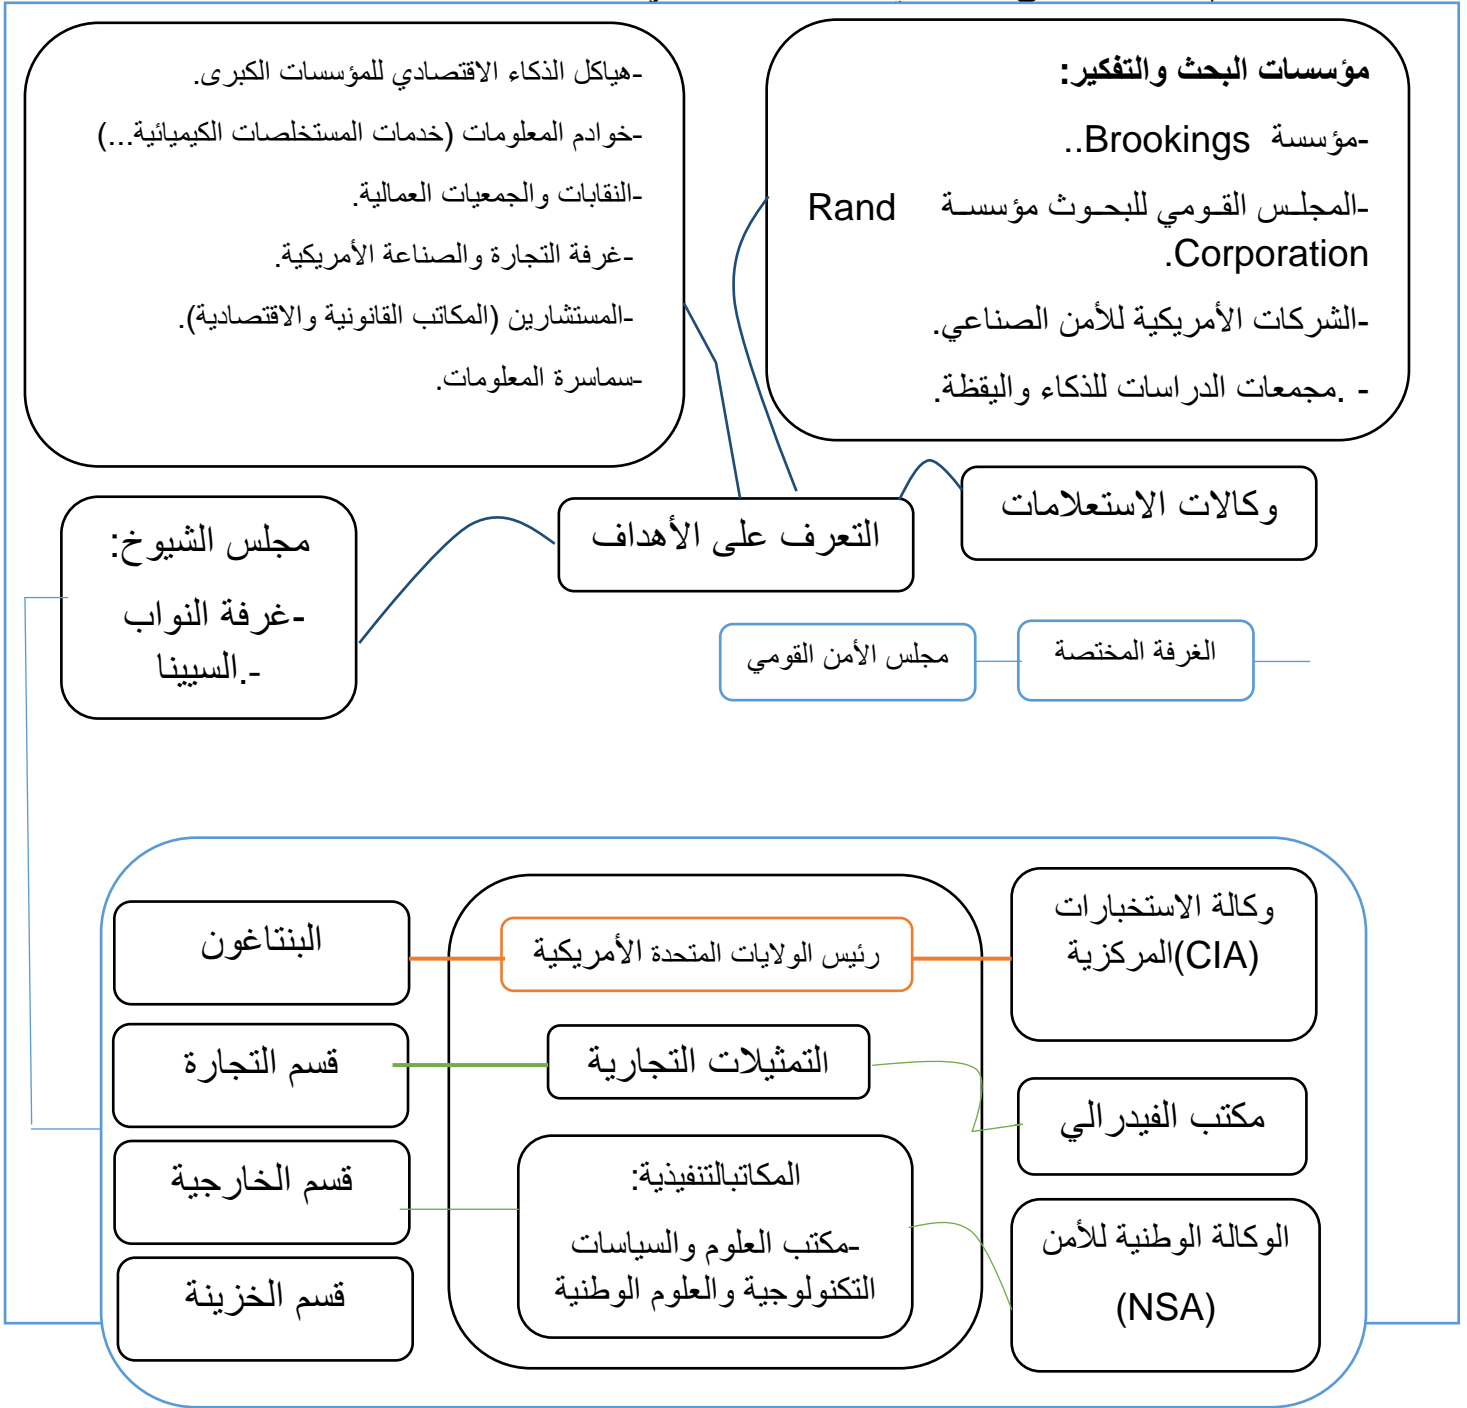 مؤسسات البحث والتفكير:
-مؤسسة Brookings..
-المجلس القومي للبحوث مؤسسة Rand
Corporation.
-الشركات الأمريكية للأمن الصناعي.
- .مجمعات الدراسات للذكاء واليقظة.
-هياكل الذكاء الاقتصادي للمؤسسات الكبرى.
-خوادم المعلومات (خدمات المستخلصات الكيميائية...)
-النقابات والجمعيات العمالية.
-غرفة التجارة والصناعة الأمريكية.
-المستشارين (المكاتب القانونية والاقتصادية).
-سماسرة المعلومات.
وكالات الاستعلامات
التعرف على الأهداف
مجلس الشيوخ:
-غرفة النواب
-.السيينا
الغرفة المختصة
مجلس الأمن القومي
وكالة الاستخبارات
المركزية(CIA)
رئيس الولايات المتحدة الأمريكية
البنتاغون
التمثيلات التجارية
قسم التجارة
مكتب الفيدرالي
المكاتبالتنفيذية:
-مكتب العلوم والسياسات
التكنولوجية والعلوم الوطنية
قسم الخارجية
الوكالة الوطنية للأمن
(NSA)
قسم الخزينة